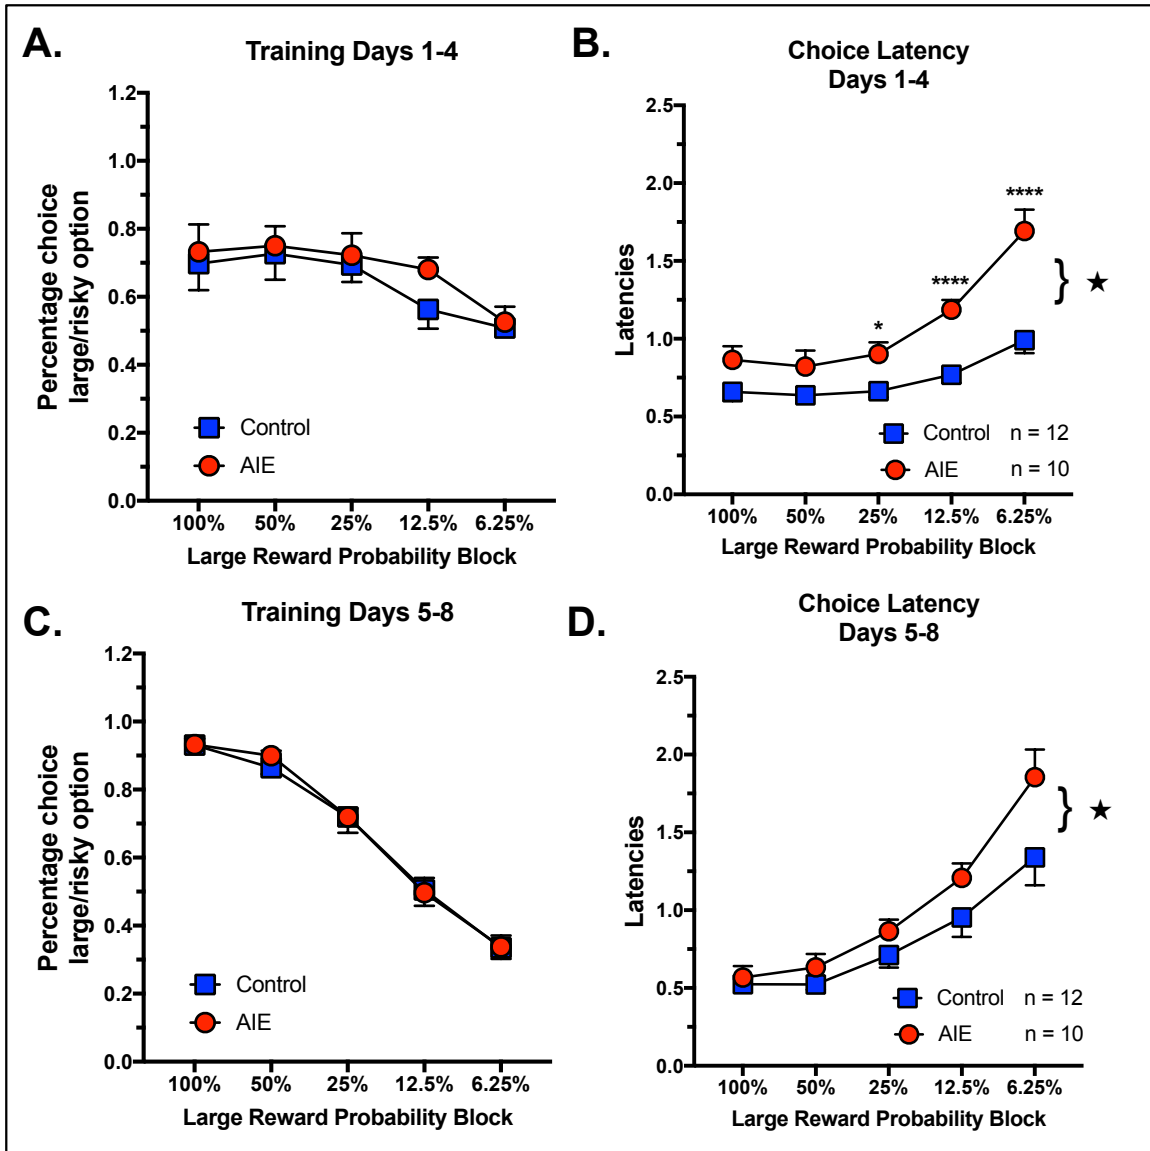 A.
Training Days 1-4
Percentage choice
large/risky option
1.2
1.0
0.8
0.6
0.4
0.2
0.0
Control
AIE
100% 50% 25% 12.5% 6.25%
Large Reward Probability Block
B.
Choice Latency
Days 1-4
Latencies
2.5
2.0
1.5
1.0
0.5
0.0
*
****
****
} ★
Control n = 12
AIE n = 10
100% 50% 25% 12.5% 6.25%
Large Reward Probability Block
C.
Training Days 5-8
Percentage choice
large/risky option
1.2
1.0
0.8
0.6
0.4
0.2
0.0
Control
AIE
100% 50% 25% 12.5% 6.25%
Large Reward Probability Block
D.
Choice Latency
Days 5-8
Latencies
2.5
2.0
1.5
1.0
0.5
0.0
} ★
Control n = 12
AIE n = 10
100% 50% 25% 12.5% 6.25%
Large Reward Probability Block